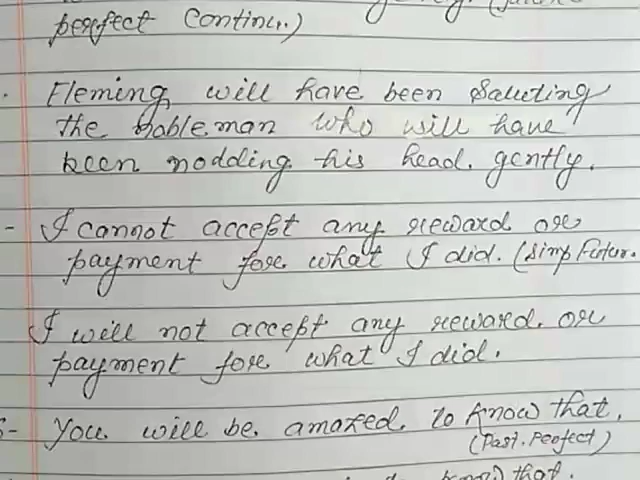 perfect Continu.)
Fleming will have been Saluting
the nobleman who will have
been nodding his head. gently.
- I cannot accept any reward or
payment for what I did. (Simp Futur.
I will not accept any reward. or
payment for what I did.
- You will be amazed. to know that.
(Past. Perfect)
that.